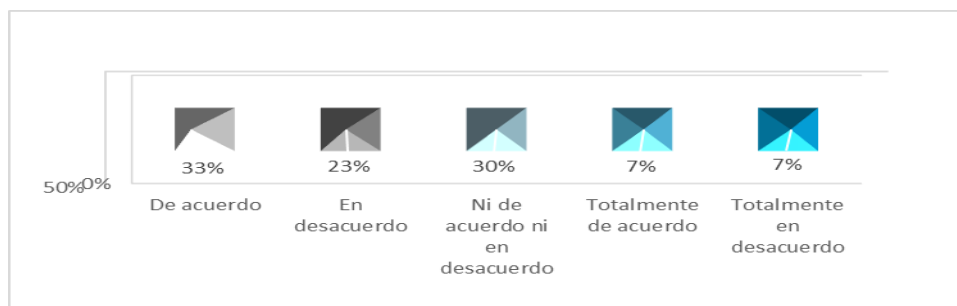 33%
23%
30%
7%
7%
50%
0%
De acuerdo
En
desacuerdo
Ni de
acuerdo ni
en
desacuerdo
Totalmente
de acuerdo
Totalmente
en
desacuerdo